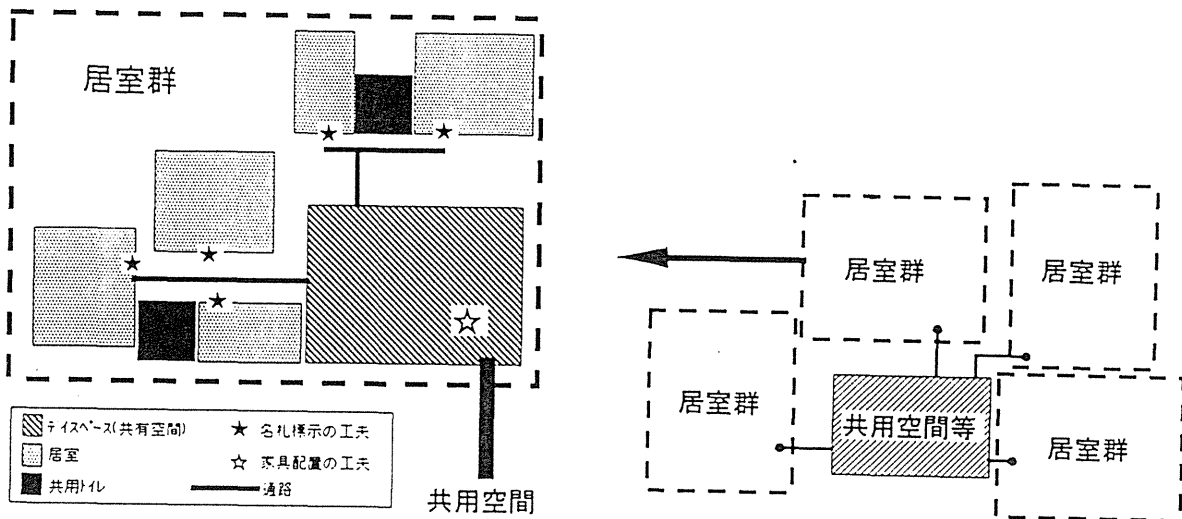 居室群
テイスペース(共有空間)
居室
共用トイレ
名札標示の工夫
家具配置の工夫
通路
共用空間
居室群
居室群
居室群
共用空間等
居室群